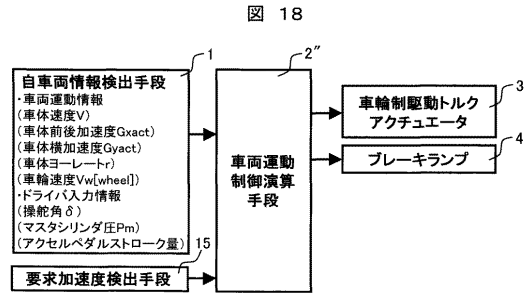 図 18
1
自車両情報検出手段
・車両運動情報
(車体速度V)
(車体前後加速度Gxact)
(車体横加速度Gyact)
(車体ヨーレートr)
(車輪速度Vw[wheel])
・ドライバ入力情報
(操舵角δ)
(マスタシリンダ圧Pm)
(アクセルペダルストローク量)
15
要求加速度検出手段
2″
車両運動
制御演算
手段
3
車輪制駆動トルク
アクチュエータ
4
ブレーキランプ